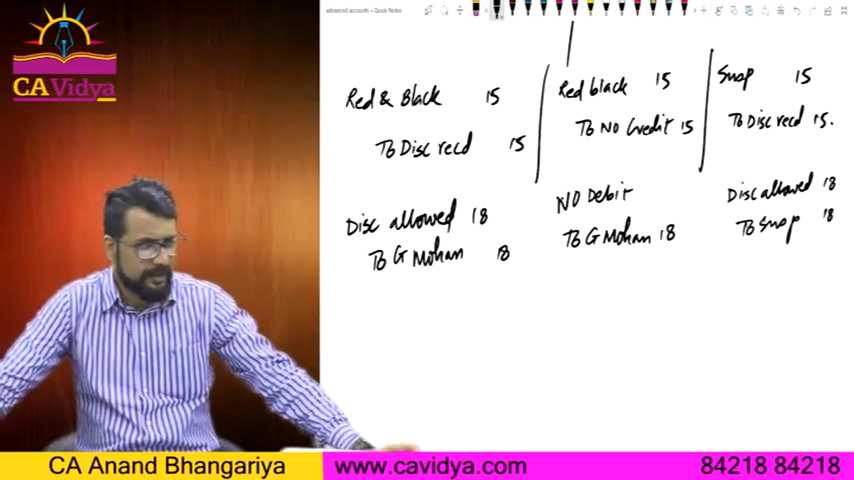 advanced accounts - Quick Notes
CA Vidya
Red & Black 15
To Disc recd 15
Red black 15
To No Credit 15
Susp 15
To Disc recd 15.
Disc allowed 18
To G Mohan 18
NO Debit
To G Mohan 18
Disc allowed 18
To Susp 18
CA Anand Bhangariya
www.cavidya.com
84218 84218